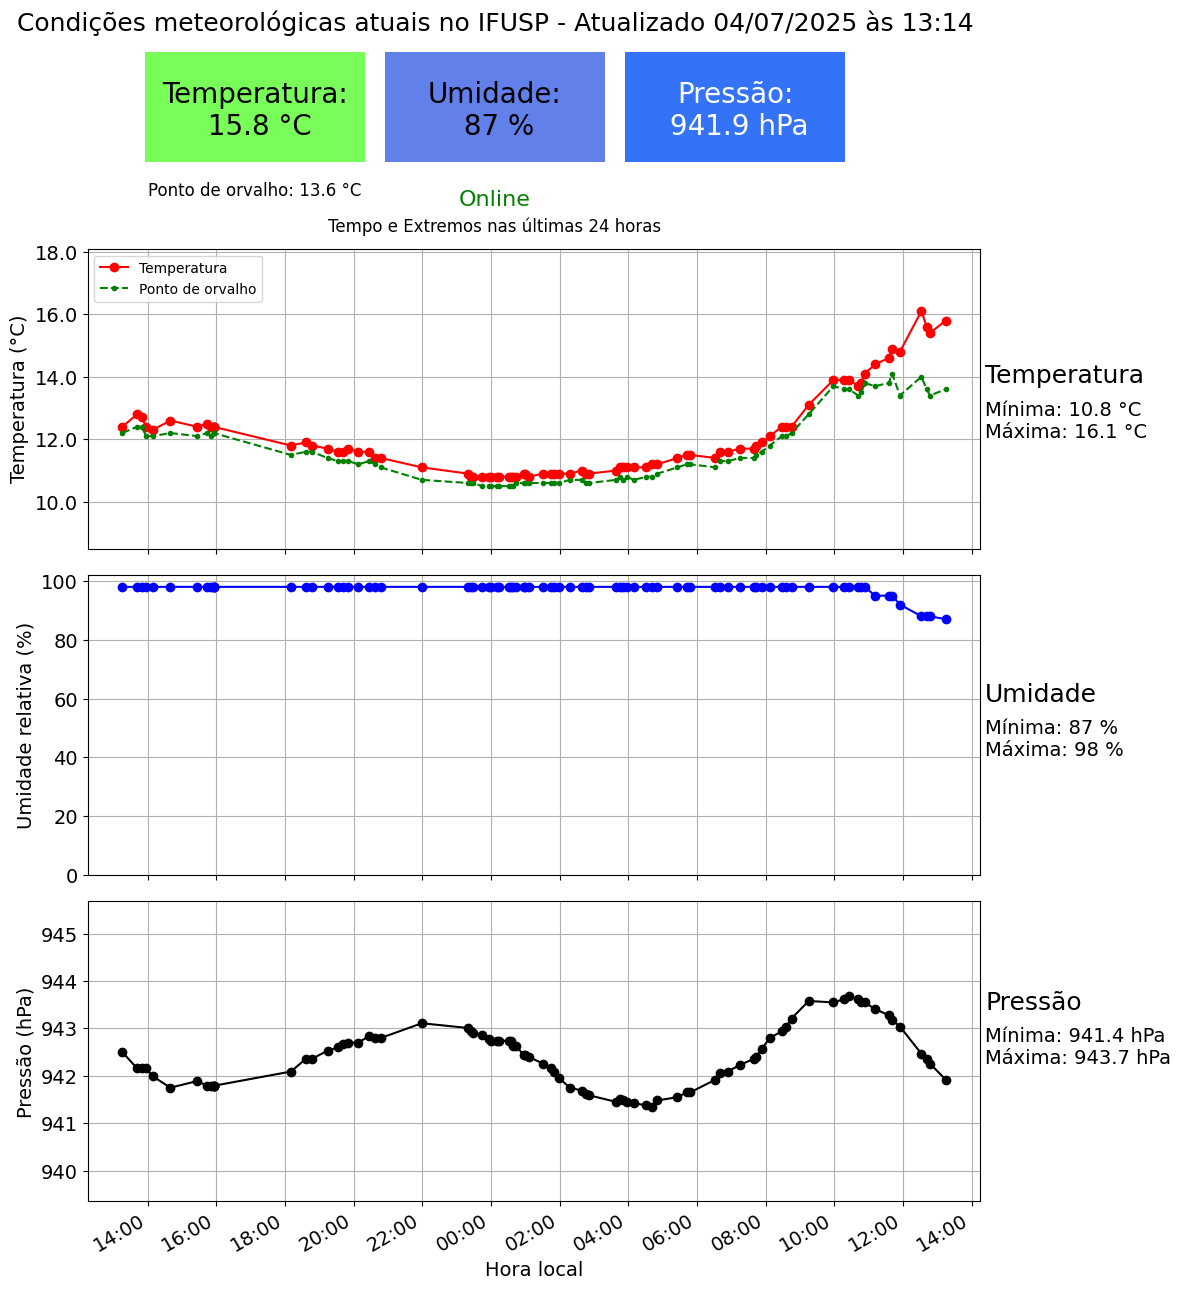 Condições meteorológicas atuais no IFUSP - Atualizado 04/07/2025 às 13:14
Temperatura:
15.8 °C
Umidade:
87 %
Pressão:
941.9 hPa
Ponto de orvalho: 13.6 °C
Online
Tempo e Extremos nas últimas 24 horas
Temperatura (°C)
18.0
16.0
14.0
12.0
10.0
Temperatura
Ponto de orvalho
Temperatura
Mínima: 10.8 °C
Máxima: 16.1 °C
Umidade relativa (%)
100
80
60
40
20
0
Umidade
Mínima: 87 %
Máxima: 98 %
Pressão (hPa)
945
944
943
942
941
940
Pressão
Mínima: 941.4 hPa
Máxima: 943.7 hPa
14:00
16:00
18:00
20:00
22:00
00:00
02:00
04:00
06:00
08:00
10:00
12:00
14:00
Hora local